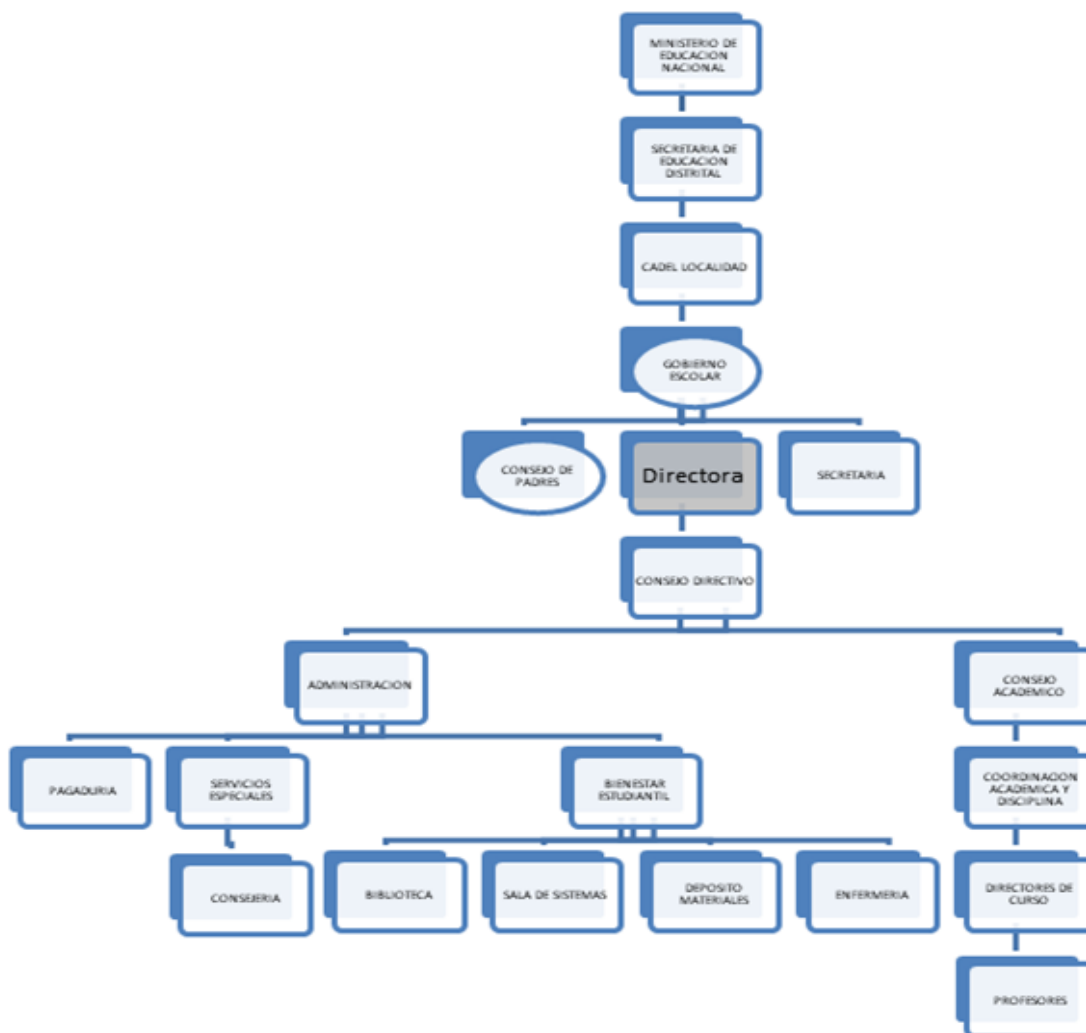 MINISTERIO DE
EDUCACION
NACIONAL
SECRETARIA DE
EDUCACION
DISTRITAL
CADEL LOCALIDAD
GOBIERNO
ESCOLAR
CONSEJO DE
PADRES
Directora
SECRETARIA
CONSEJO DIRECTIVO
ADMINISTRACION
CONSEJO
ACADEMICO
PAGADURIA
SERVICIOS
ESPECIALES
BIENESTAR
ESTUDIANTIL
COORDINACION
ACADEMICA Y
DISCIPLINA
CONSEJERIA
BIBLIOTECA
SALA DE SISTEMAS
DEPOSITO
MATERIALES
ENFERMERIA
DIRECTORES DE
CURSO
PROFESORES